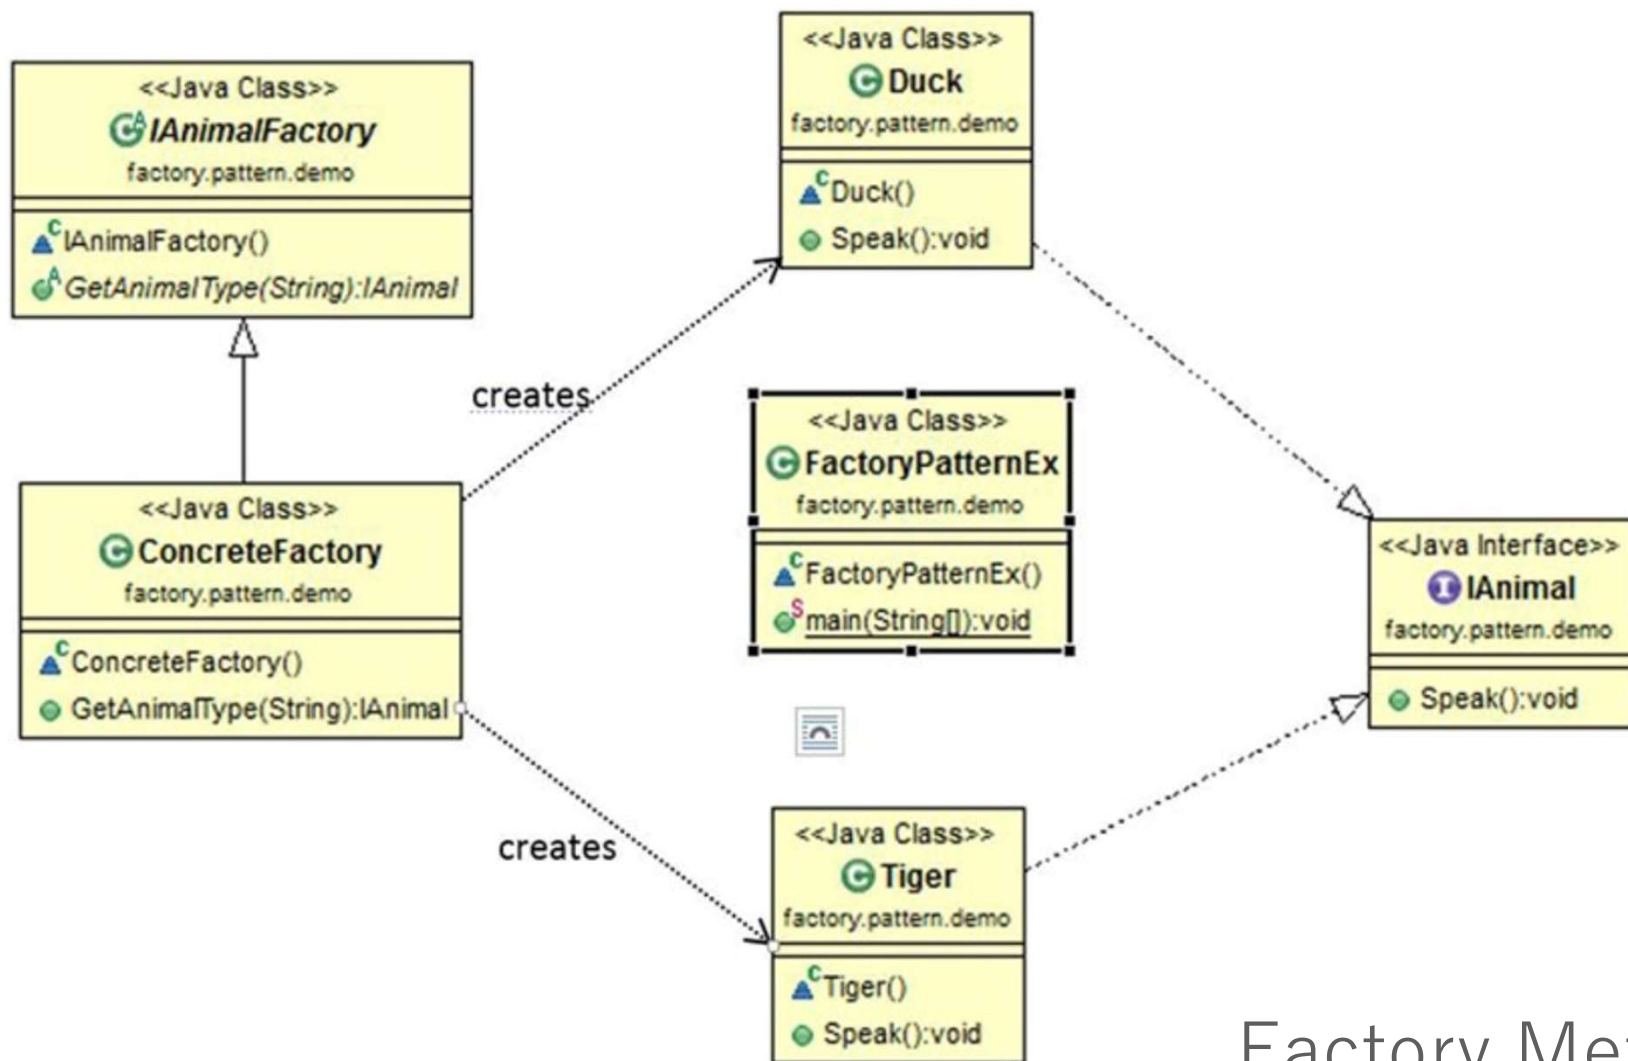 <<Java Class>>
IAnimalFactory
factory.pattern.demo
IAnimalFactory()
GetAnimalType(String):IAnimal
<<Java Class>>
Duck
factory.pattern.demo
Duck()
Speak():void
creates
<<Java Class>>
FactoryPatternEx
factory.pattern.demo
FactoryPatternEx()
main(String[]):void
<<Java Class>>
ConcreteFactory
factory.pattern.demo
ConcreteFactory()
GetAnimalType(String):IAnimal
<<Java Interface>>
IAnimal
factory.pattern.demo
Speak():void
creates
<<Java Class>>
Tiger
factory.pattern.demo
Tiger()
Speak():void
Factory